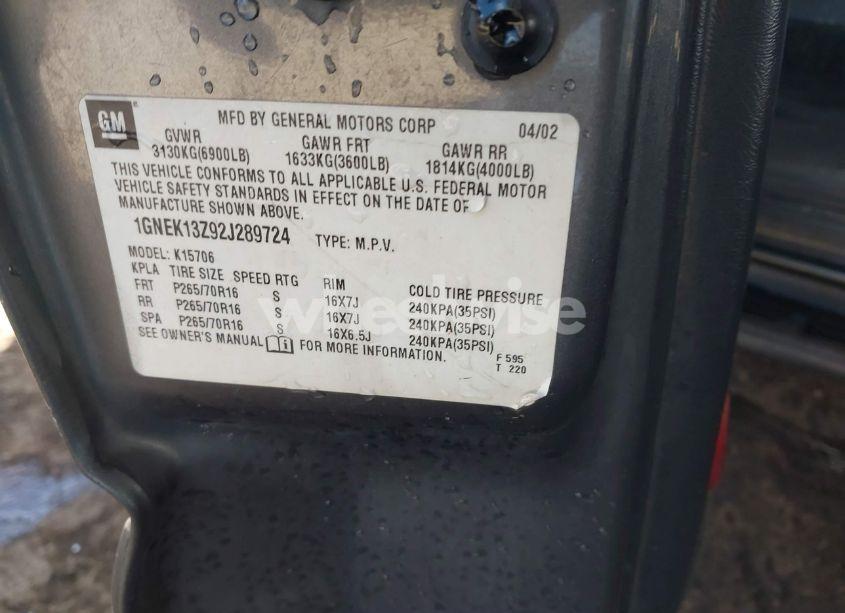 GM
MFD BY GENERAL MOTORS CORP 04/02
GVWR GAWR FRT GAWR RR
3130KG(6900LB) 1633KG(3600LB) 1814KG(4000LB)
THIS VEHICLE CONFORMS TO ALL APPLICABLE U.S. FEDERAL MOTOR
VEHICLE SAFETY STANDARDS IN EFFECT ON THE DATE OF
MANUFACTURE SHOWN ABOVE.
1GNEK13Z92J289724 TYPE: M.P.V.
MODEL: K15706
KPLA TIRE SIZE SPEED RTG RIM COLD TIRE PRESSURE
FRT P265/70R16 S 16X7J 240KPA(35PSI)
RR P265/70R16 S 16X7J 240KPA(35PSI)
SPA P265/70R16 S 16X6.5J 240KPA(35PSI)
SEE OWNER'S MANUAL FOR MORE INFORMATION.
F 595
T 220